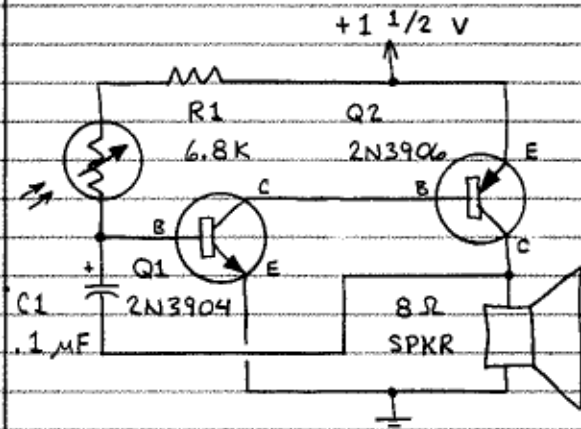 +1 1/2 V
R1
6.8K
Q2
2N3906
E
C
B
B
C
Q1
E
+
C1
2N3904
.1 µF
8 Ω
SPKR